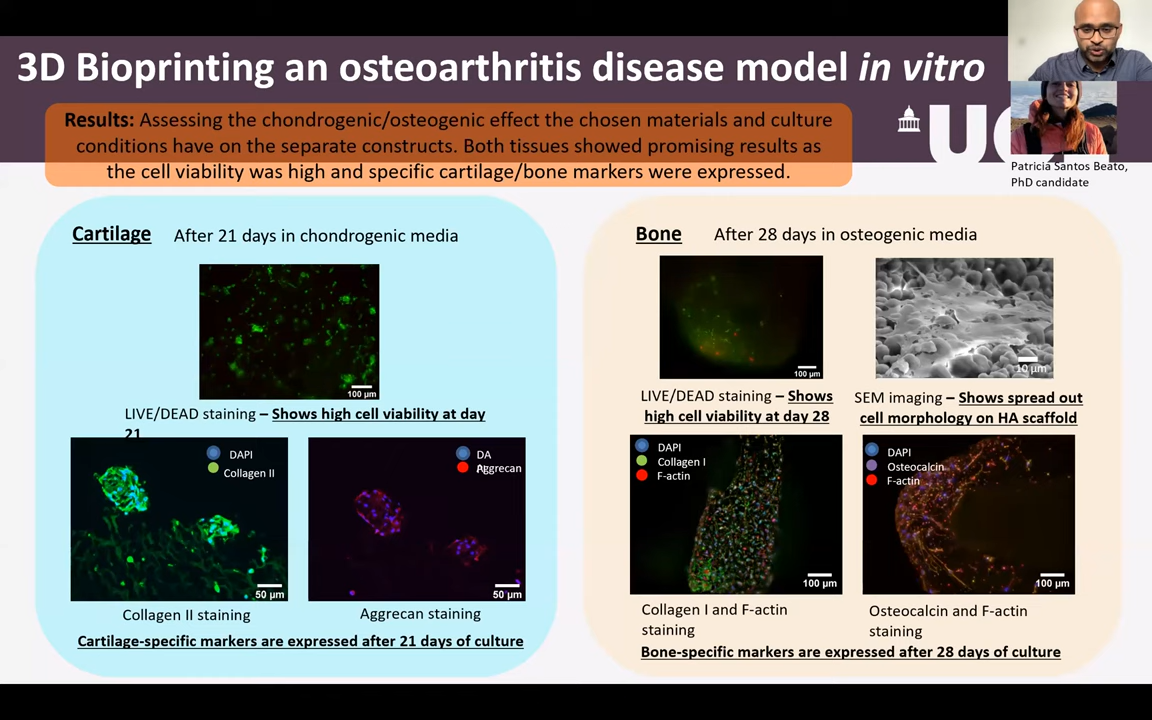 3D Bioprinting an osteoarthritis disease model in vitro
Results: Assessing the chondrogenic/osteogenic effect the chosen materials and culture
conditions have on the separate constructs. Both tissues showed promising results as
the cell viability was high and specific cartilage/bone markers were expressed.
Patricia Santos Beato,
PhD candidate
Cartilage After 21 days in chondrogenic media
100 µm
LIVE/DEAD staining – Shows high cell viability at day
21
DAPI
Collagen II
50 µm
Collagen II staining
DA
Aggrecan
50 µm
Aggrecan staining
Cartilage-specific markers are expressed after 21 days of culture
Bone After 28 days in osteogenic media
100 µm
LIVE/DEAD staining – Shows
high cell viability at day 28
10 µm
SEM imaging – Shows spread out
cell morphology on HA scaffold
DAPI
Collagen I
F-actin
100 µm
Collagen I and F-actin
staining
DAPI
Osteocalcin
F-actin
100 µm
Osteocalcin and F-actin
staining
Bone-specific markers are expressed after 28 days of culture